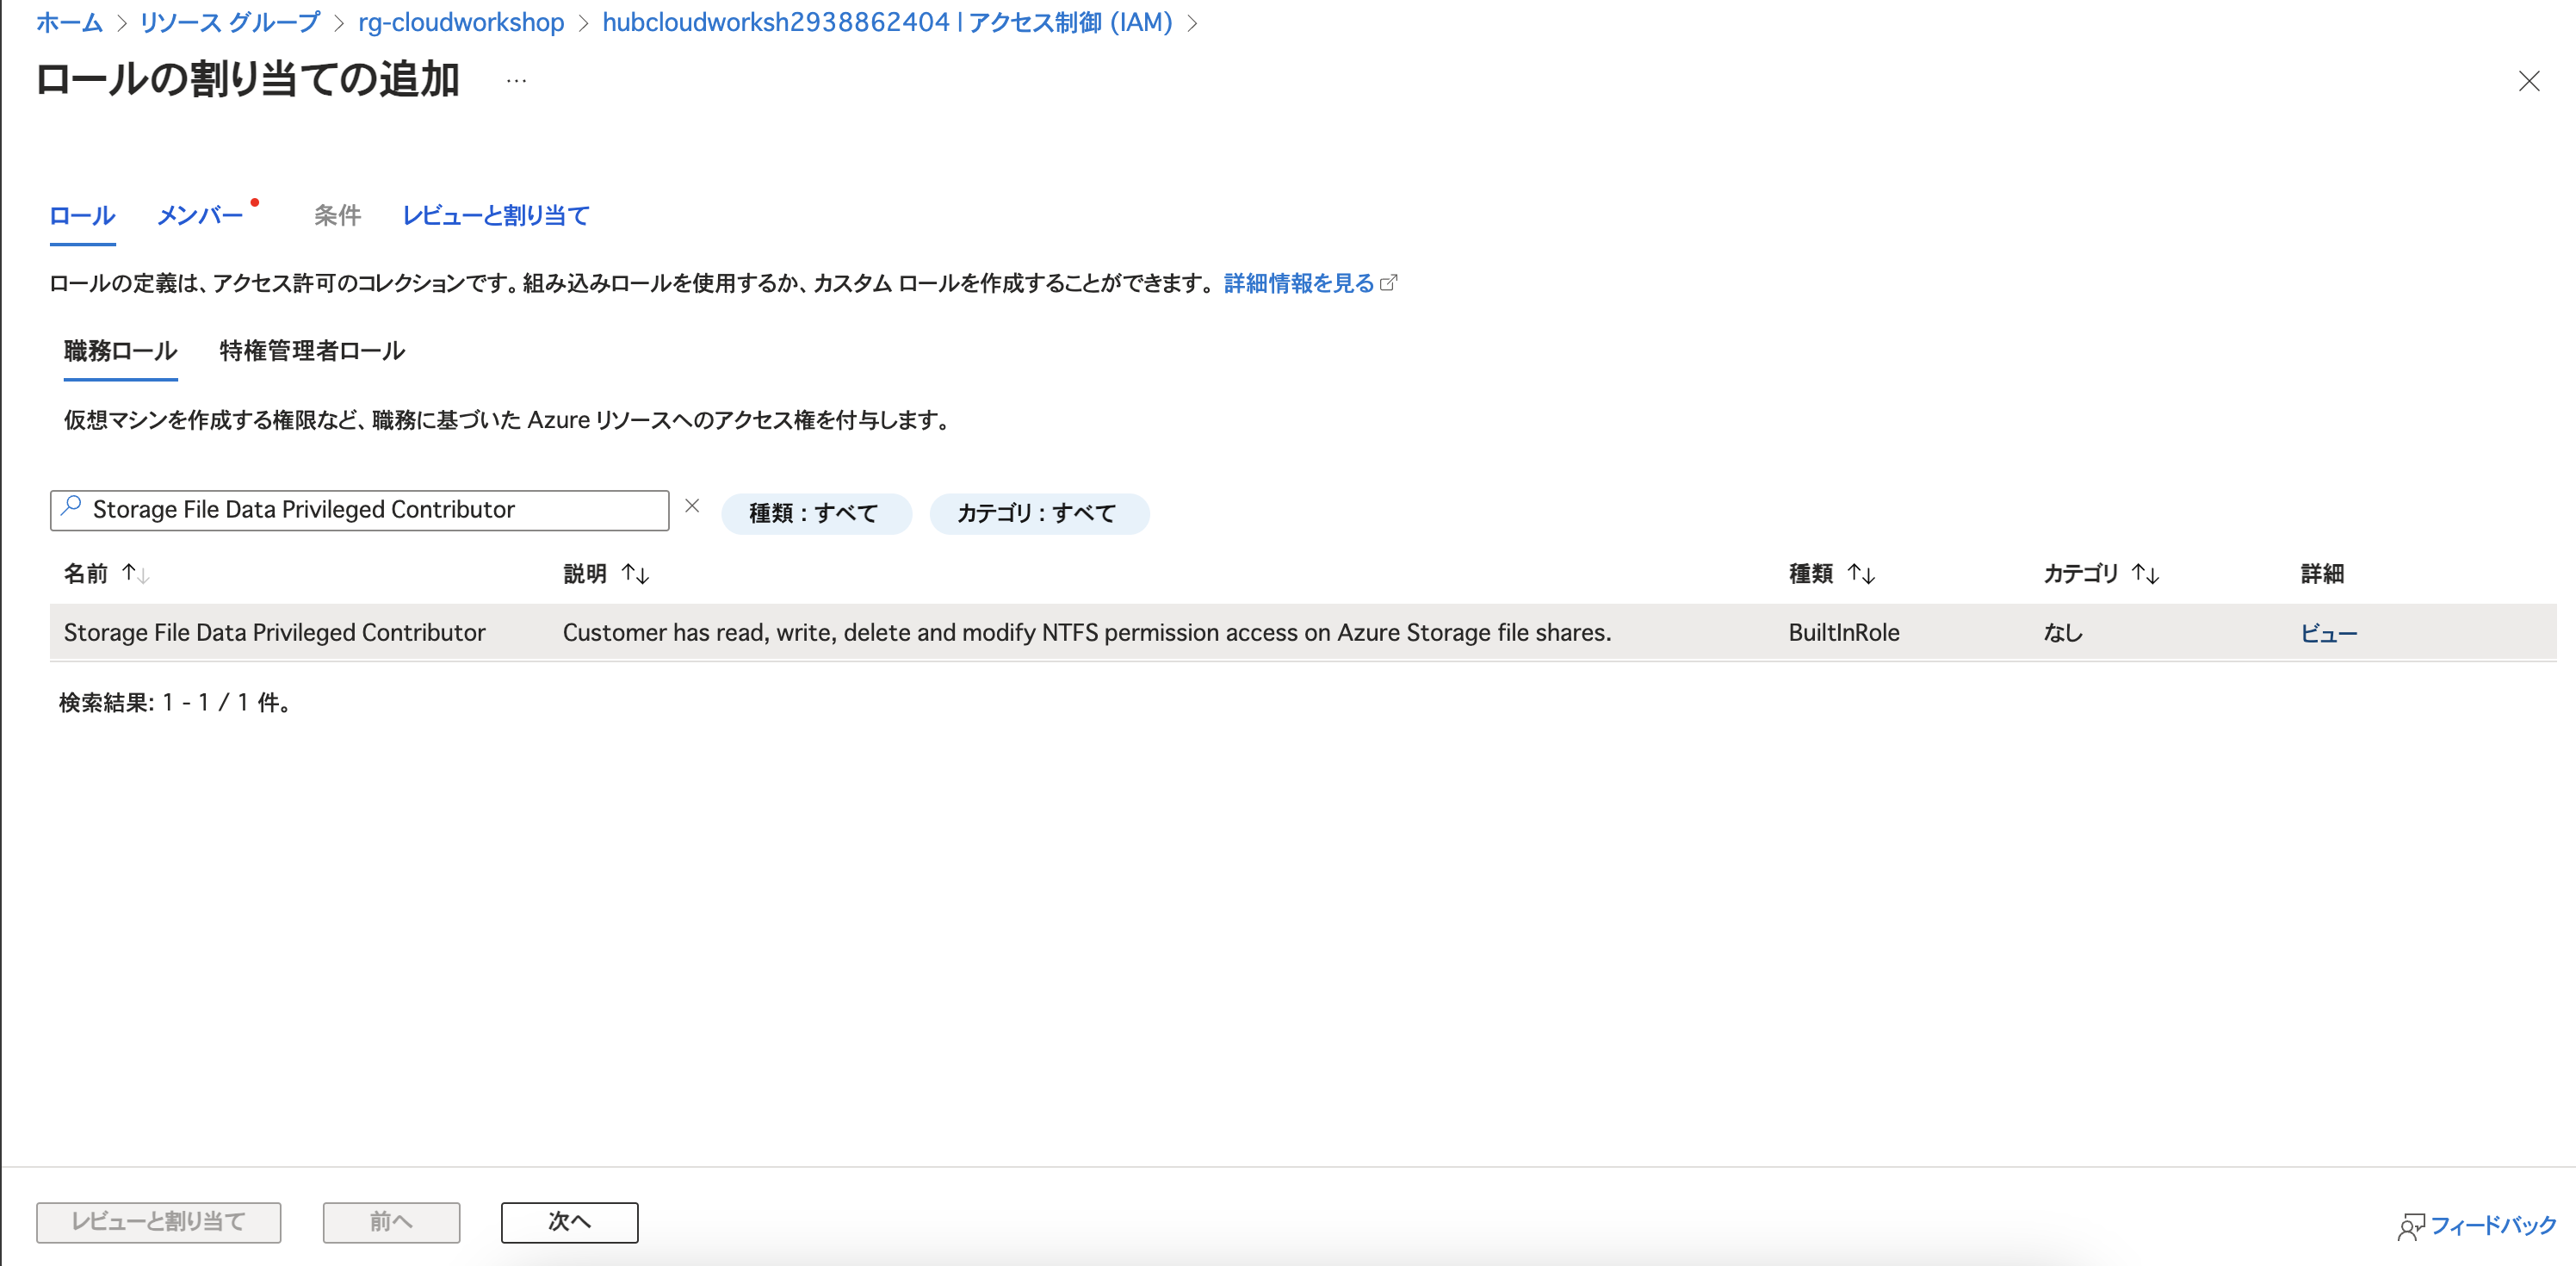 ホーム > リソース グループ > rg-cloudworkshop > hubcloudworksh2938862404 | アクセス制御 (IAM) >
ロールの割り当ての追加 …
ロール メンバー 条件 レビューと割り当て
ロールの定義は、アクセス許可のコレクションです。組み込みロールを使用するか、カスタム ロールを作成することができます。 詳細情報を見る
職務ロール 特権管理者ロール
仮想マシンを作成する権限など、職務に基づいた Azure リソースへのアクセス権を付与します。
Storage File Data Privileged Contributor × 種類 : すべて カテゴリ : すべて
名前 ↑↓ 説明 ↑↓ 種類 ↑↓ カテゴリ ↑↓ 詳細
Storage File Data Privileged Contributor Customer has read, write, delete and modify NTFS permission access on Azure Storage file shares. BuiltInRole なし ビュー
検索結果: 1 - 1 / 1 件。
レビューと割り当て 前へ 次へ フィードバック